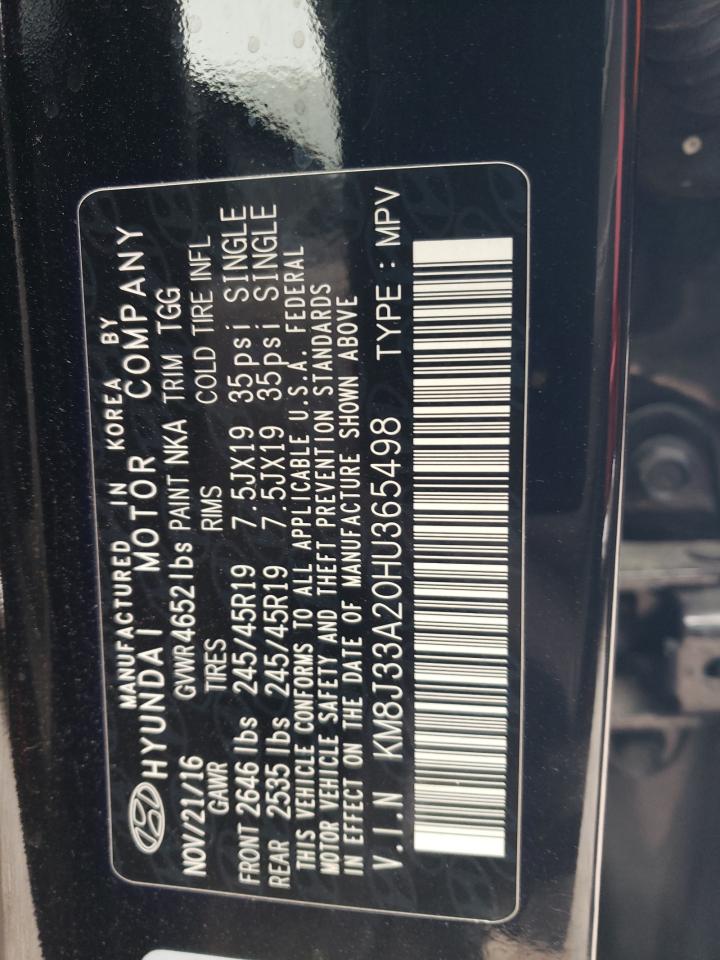 MANUFACTURED IN KOREA BY
HYUNDAI MOTOR COMPANY
NOV/21/16 GVWR 4652 lbs PAINT NKA TRIM TGG
GAWR TIRES RIMS COLD TIRE INFL
FRONT 2646 lbs 245/45R19 7.5JX19 35psi SINGLE
REAR 2535 lbs 245/45R19 7.5JX19 35psi SINGLE
THIS VEHICLE CONFORMS TO ALL APPLICABLE U.S.A. FEDERAL
MOTOR VEHICLE SAFETY AND THEFT PREVENTION STANDARDS
IN EFFECT ON THE DATE OF MANUFACTURE SHOWN ABOVE
V.I.N KM8J33A20HU365498 TYPE : MPV